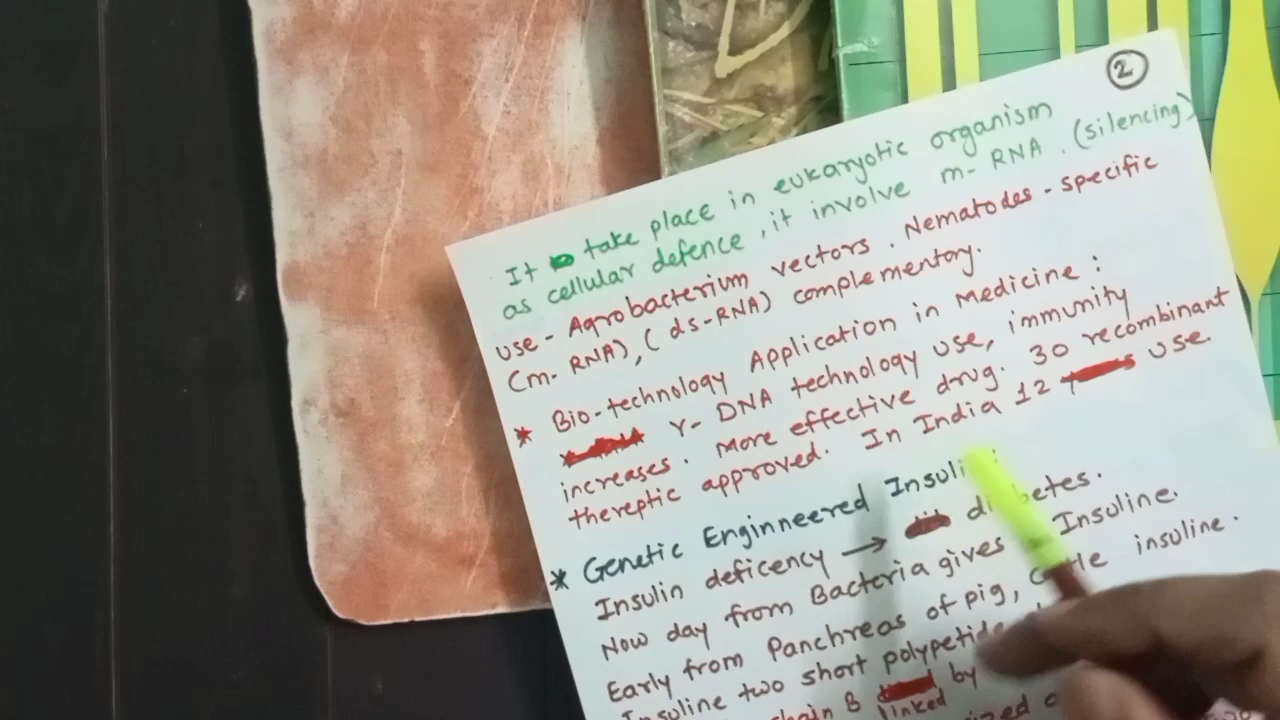 2
It take place in eukaryotic organism
as cellular defence, it involve m-RNA. (silencing)
use - Agrobacterium vectors. Nematodes - specific
(m-RNA), (ds-RNA) complementory.
* Bio-technology Application in Medicine:
r-DNA technology use, immunity
increases. More effective drug. 30 recombinant
thereptic approved. In India 12 use.
* Genetic Enginneered Insuli
Insulin deficency → diabetes.
Now day from Bacteria gives Insuline.
Early from Panchreas of pig, insuline.
Insuline two short polypetide
chain B by
linked